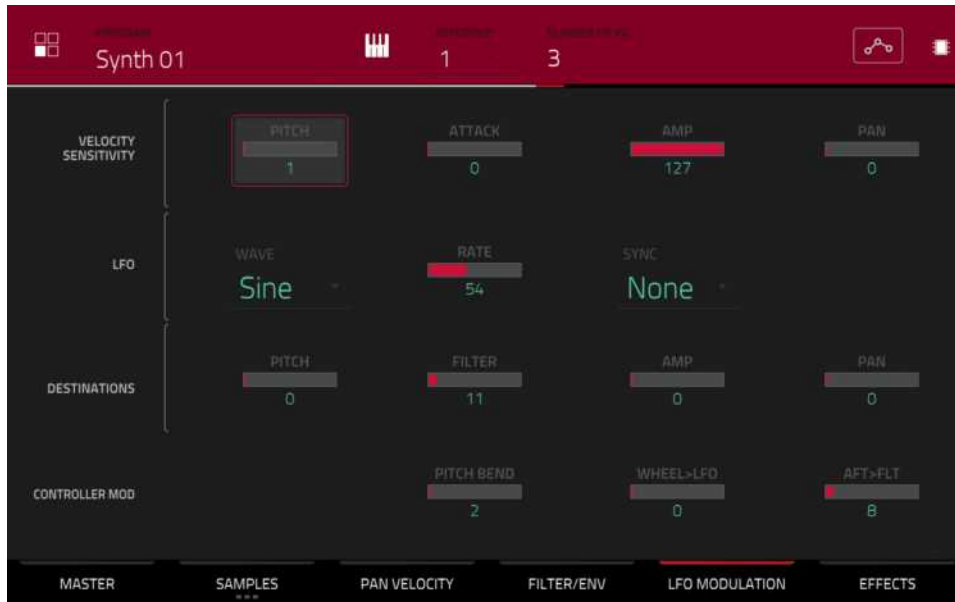 Synth 01
1
3
VELOCITY
SENSITIVITY
PITCH
1
ATTACK
0
AMP
127
PAN
0
LFO
WAVE
Sine
RATE
54
SYNC
None
DESTINATIONS
PITCH
0
FILTER
11
AMP
0
PAN
0
CONTROLLER MOD
PITCH BEND
2
WHEEL>LFO
0
AFT>FLT
8
MASTER
SAMPLES
PAN VELOCITY
FILTER/ENV
LFO MODULATION
EFFECTS